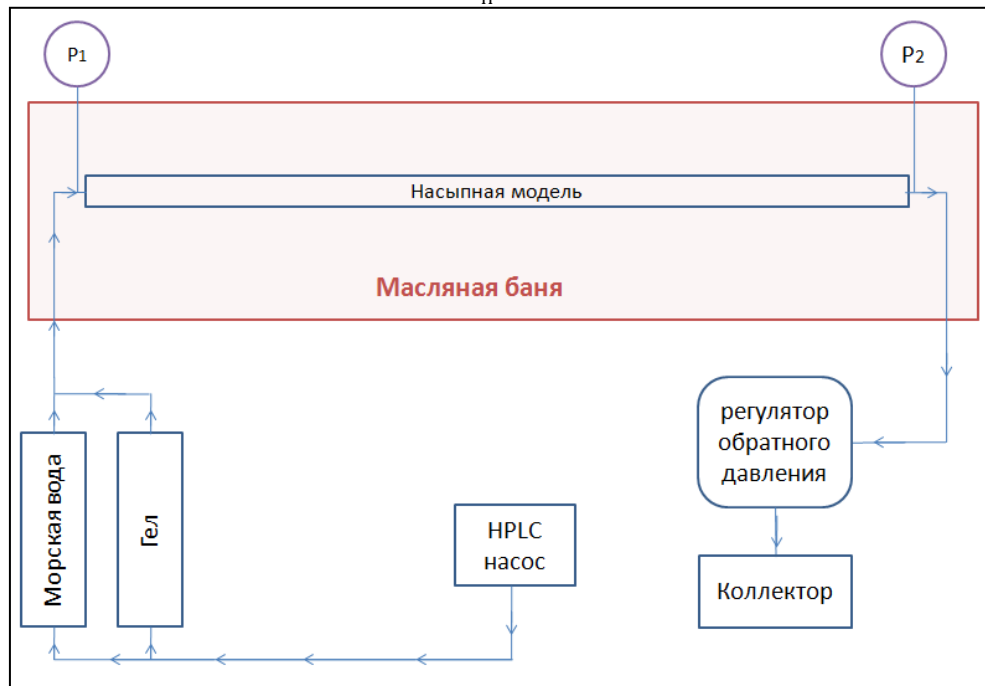 P1
P2
Насыпная модель
Масляная баня
Морская вода
Гел
HPLC
насос
регулятор
обратного
давления
Коллектор